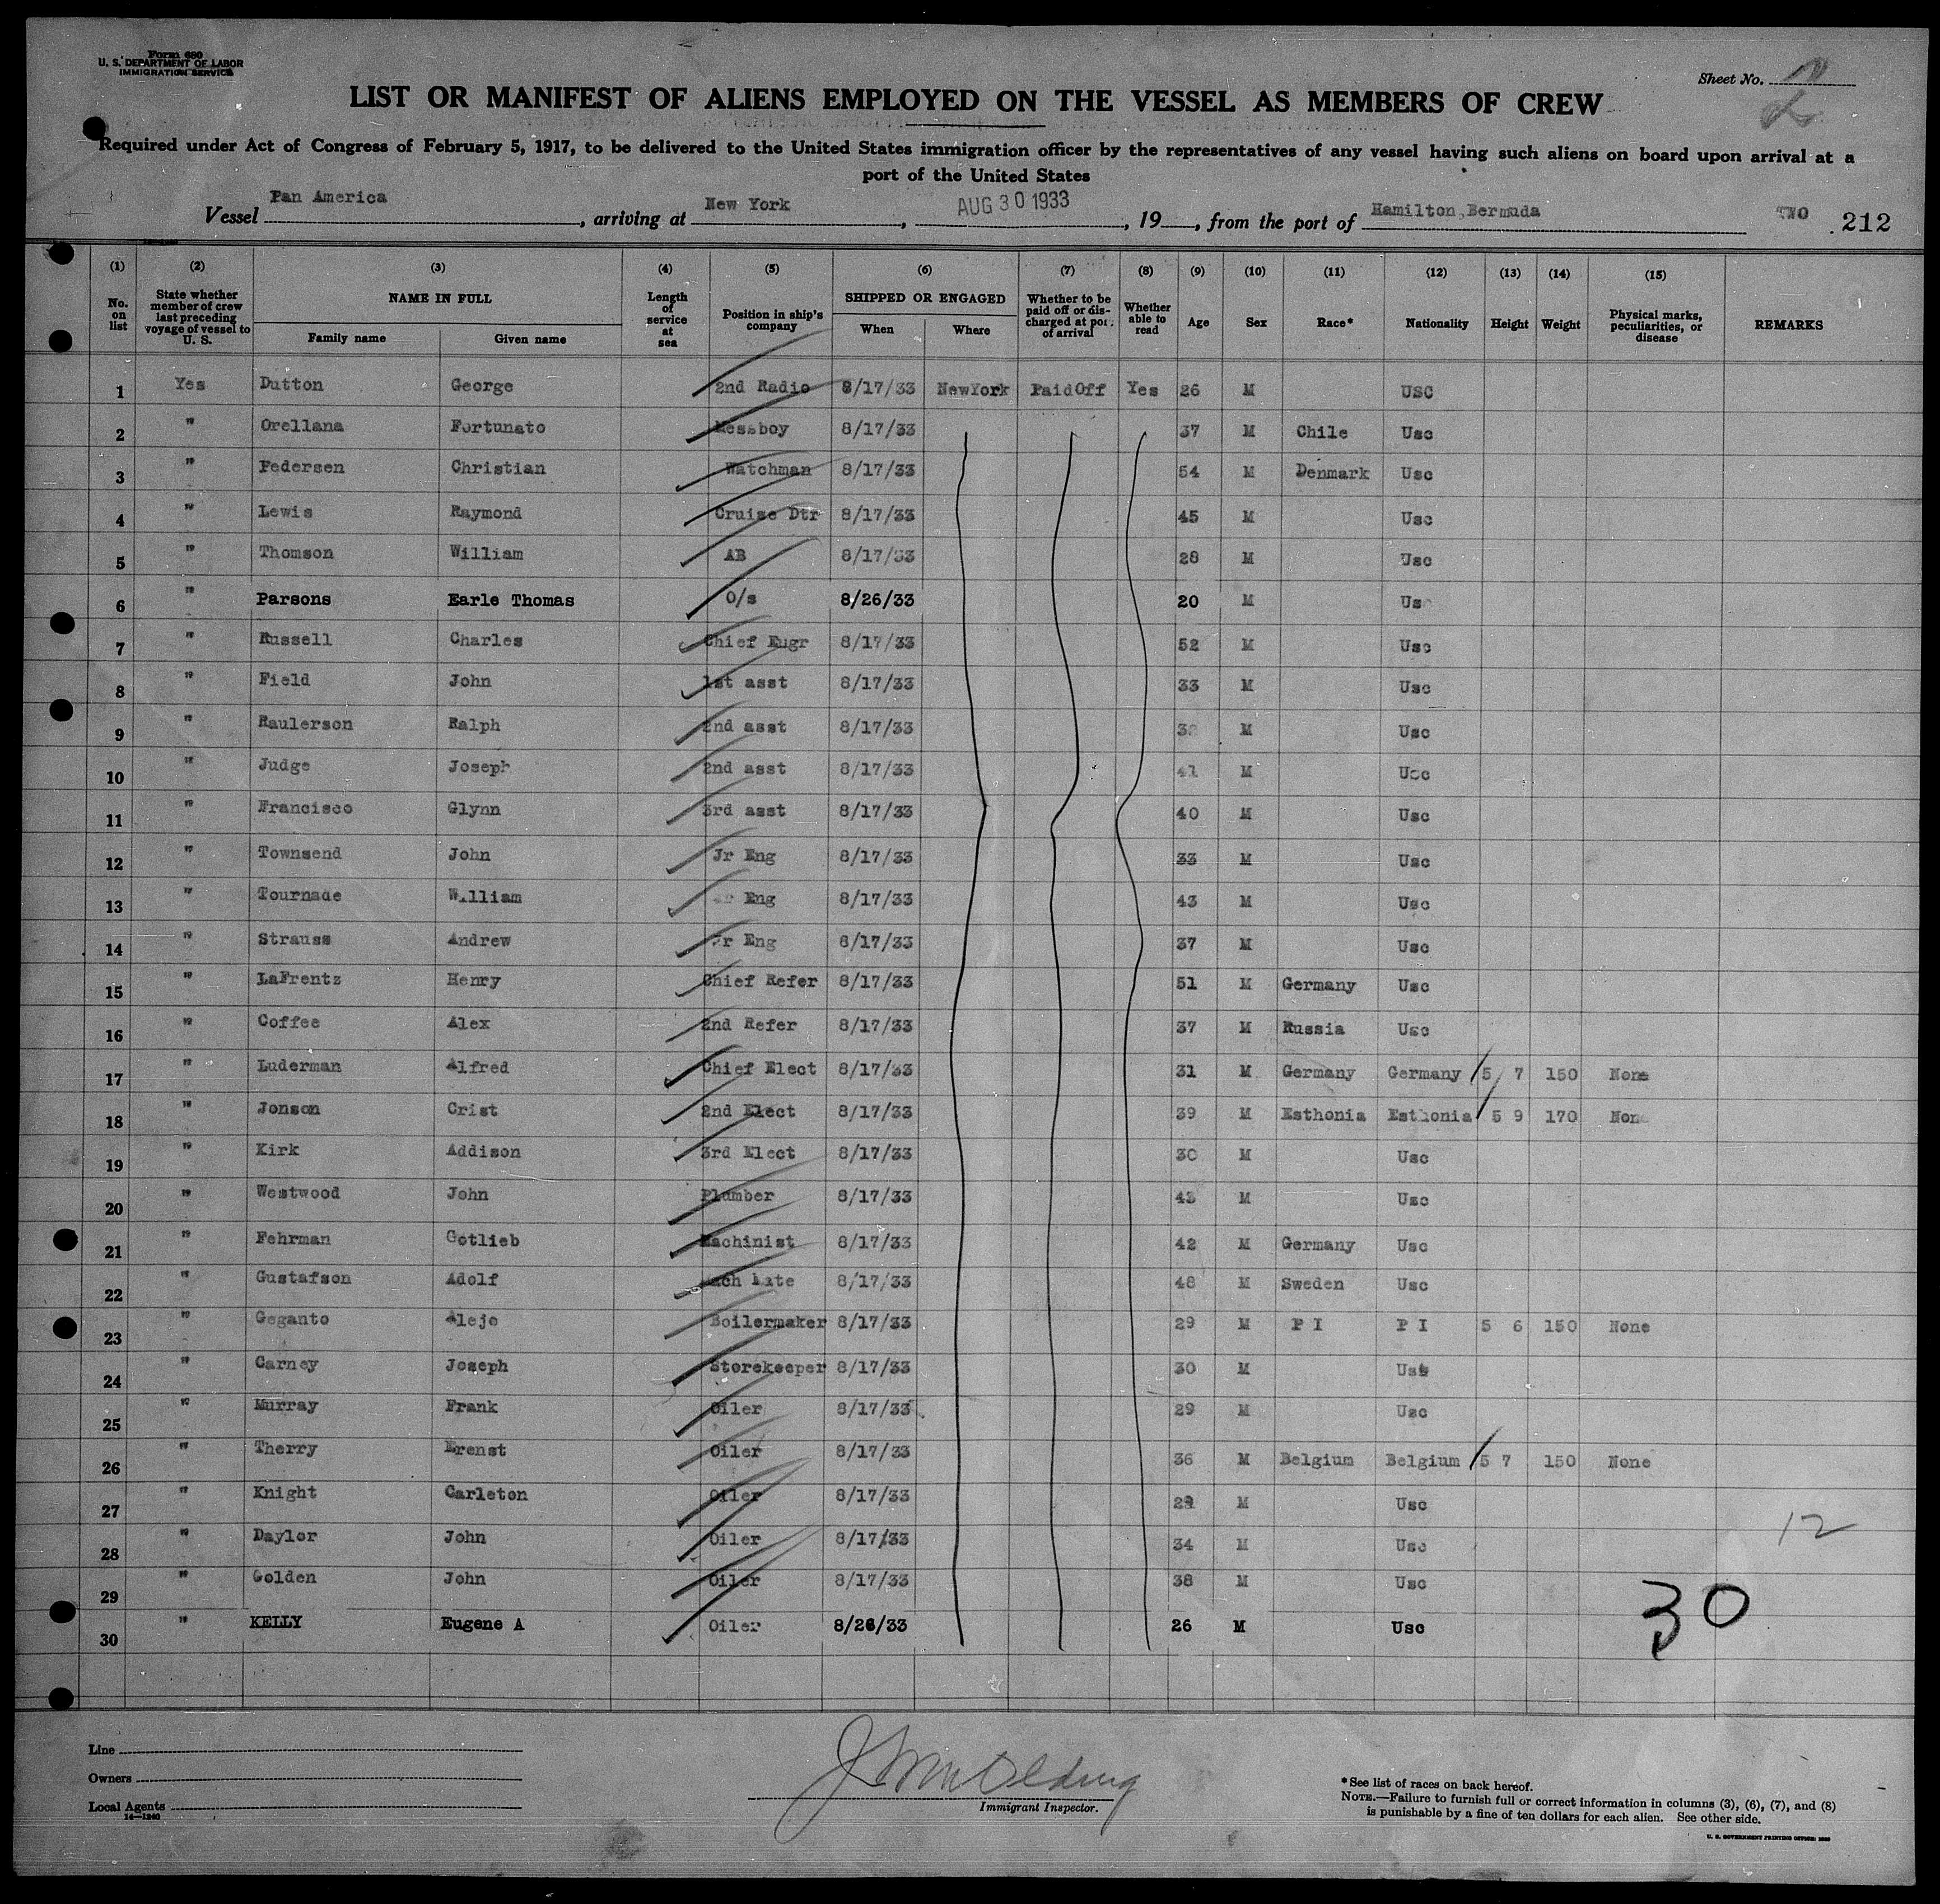 Form 680
U. S. DEPARTMENT OF LABOR
IMMIGRATION SERVICE
Sheet No.
LIST OR MANIFEST OF ALIENS EMPLOYED ON THE VESSEL AS MEMBERS OF CREW
Required under Act of Congress of February 5, 1917, to be delivered to the United States immigration officer by the representatives of any vessel having such aliens on board upon arrival at a
port of the United States
Vessel Pan America, arriving at New York, AUG 30 1933, 19, from the port of Hamilton, Bermuda TWO 212
(1) (2) (3) (4) (5) (6) (7) (8) (9) (10) (11) (12) (13) (14) (15)
No. on list State whether member of crew last preceding voyage of vessel to U. S. NAME IN FULL Family name Given name Length of service at sea Position in ship's company SHIPPED OR ENGAGED When Where Whether to be paid off or discharged at port of arrival Whether able to read Age Sex Race* Nationality Height Weight Physical marks, peculiarities, or disease REMARKS
1 Yes Dutton George 2nd Radio 8/17/33 NewYork PaidOff Yes 26 M USC
2 " Orellana Fortunato Messboy 8/17/33 37 M Chile Usc
3 " Pedersen Christian Watchman 8/17/33 54 M Denmark Usc
4 " Lewis Raymond Cruise Dtr 8/17/33 45 M Usc
5 " Thomson William AB 8/17/33 28 M Usc
6 " Parsons Earle Thomas O/s 8/26/33 20 M Us
7 " Russell Charles Chief Eugr 8/17/33 52 M Usc
8 " Field John 1st asst 8/17/33 33 M Usc
9 " Raulerson Ralph 2nd asst 8/17/33 M Usc
10 " Judge Joseph 2nd asst 8/17/33 41 M Usc
11 " Francisco Glynn 3rd asst 8/17/33 40 M Usc
12 " Townsend John Jr Eng 8/17/33 33 M Usc
13 " Tournade William Jr Eng 8/17/33 43 M Usc
14 " Strauss Andrew Jr Eng 8/17/33 37 M Usc
15 " LaFrentz Henry Chief Refer 8/17/33 51 M Germany Usc
16 " Coffee Alex 2nd Refer 8/17/33 37 M Russia Usc
17 " Luderman Alfred Chief Elect 8/17/33 31 M Germany Germany 5 7 150 None
18 " Jonson Crist 2nd Elect 8/17/33 39 M Esthonia Esthonia 5 9 170 None
19 " Kirk Addison 3rd Elect 8/17/33 30 M Usc
20 " Westwood John Plumber 8/17/33 43 M Usc
21 " Fehrman Gotlieb Machinist 8/17/33 42 M Germany Usc
22 " Gustafson Adolf Mach Mate 8/17/33 48 M Sweden Usc
23 " Geganto Alejo Boilermaker 8/17/33 29 M P I P I 5 6 150 None
24 " Carney Joseph Storekeeper 8/17/33 30 M Usc
25 " Murray Frank Oiler 8/17/33 29 M Usc
26 " Therry Erenst Oiler 8/17/33 36 M Belgium Belgium 5 7 150 None
27 " Knight Carleton Oiler 8/17/33 M Usc
12
28 " Daylor John Oiler 8/17/33 34 M Usc
29 " Golden John Oiler 8/17/33 38 M Usc
30 " KELLY Eugene A Oiler 8/26/33 26 M Usc
30
Line
Owners
Local Agents
14—1240
Immigrant Inspector.
*See list of races on back hereof.
NOTE.—Failure to furnish full or correct information in columns (3), (6), (7), and (8)
is punishable by a fine of ten dollars for each alien. See other side.
U. S. GOVERNMENT PRINTING OFFICE: 1930